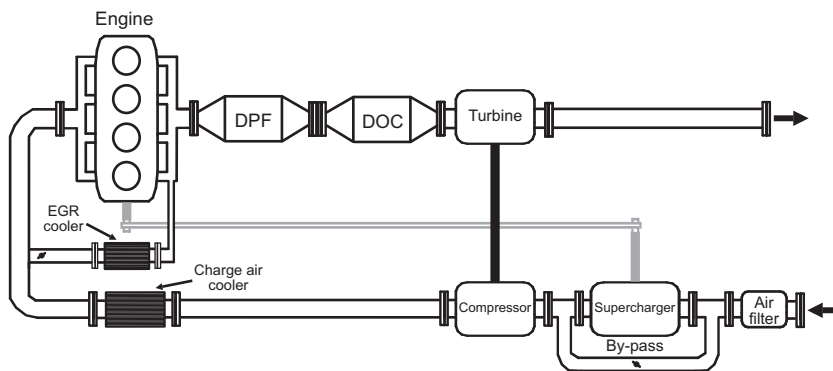 Engine
DPF
DOC
Turbine
EGR
cooler
Charge air
cooler
Compressor
Supercharger
Air
filter
By-pass